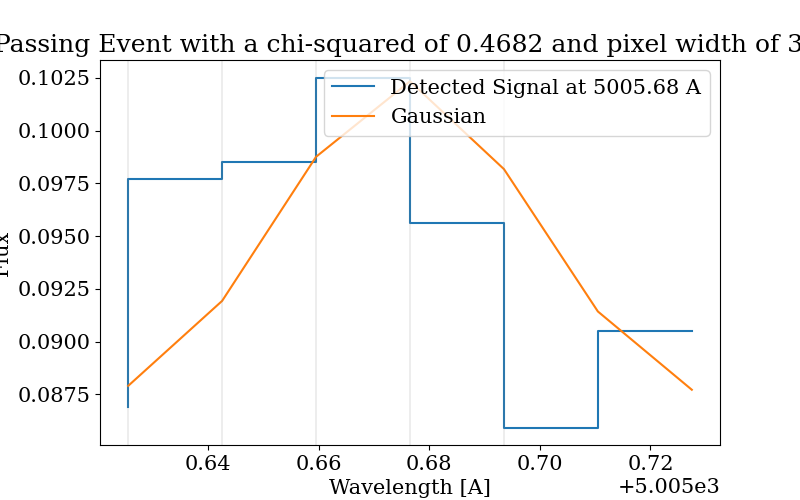 Passing Event with a chi-squared of 0.4682 and pixel width of 3
Detected Signal at 5005.68 A
Gaussian
0.1025
0.1000
0.0975
0.0950
0.0925
0.0900
0.0875
Flux
0.64 0.66 0.68 0.70 0.72
+5.005e3
Wavelength [A]